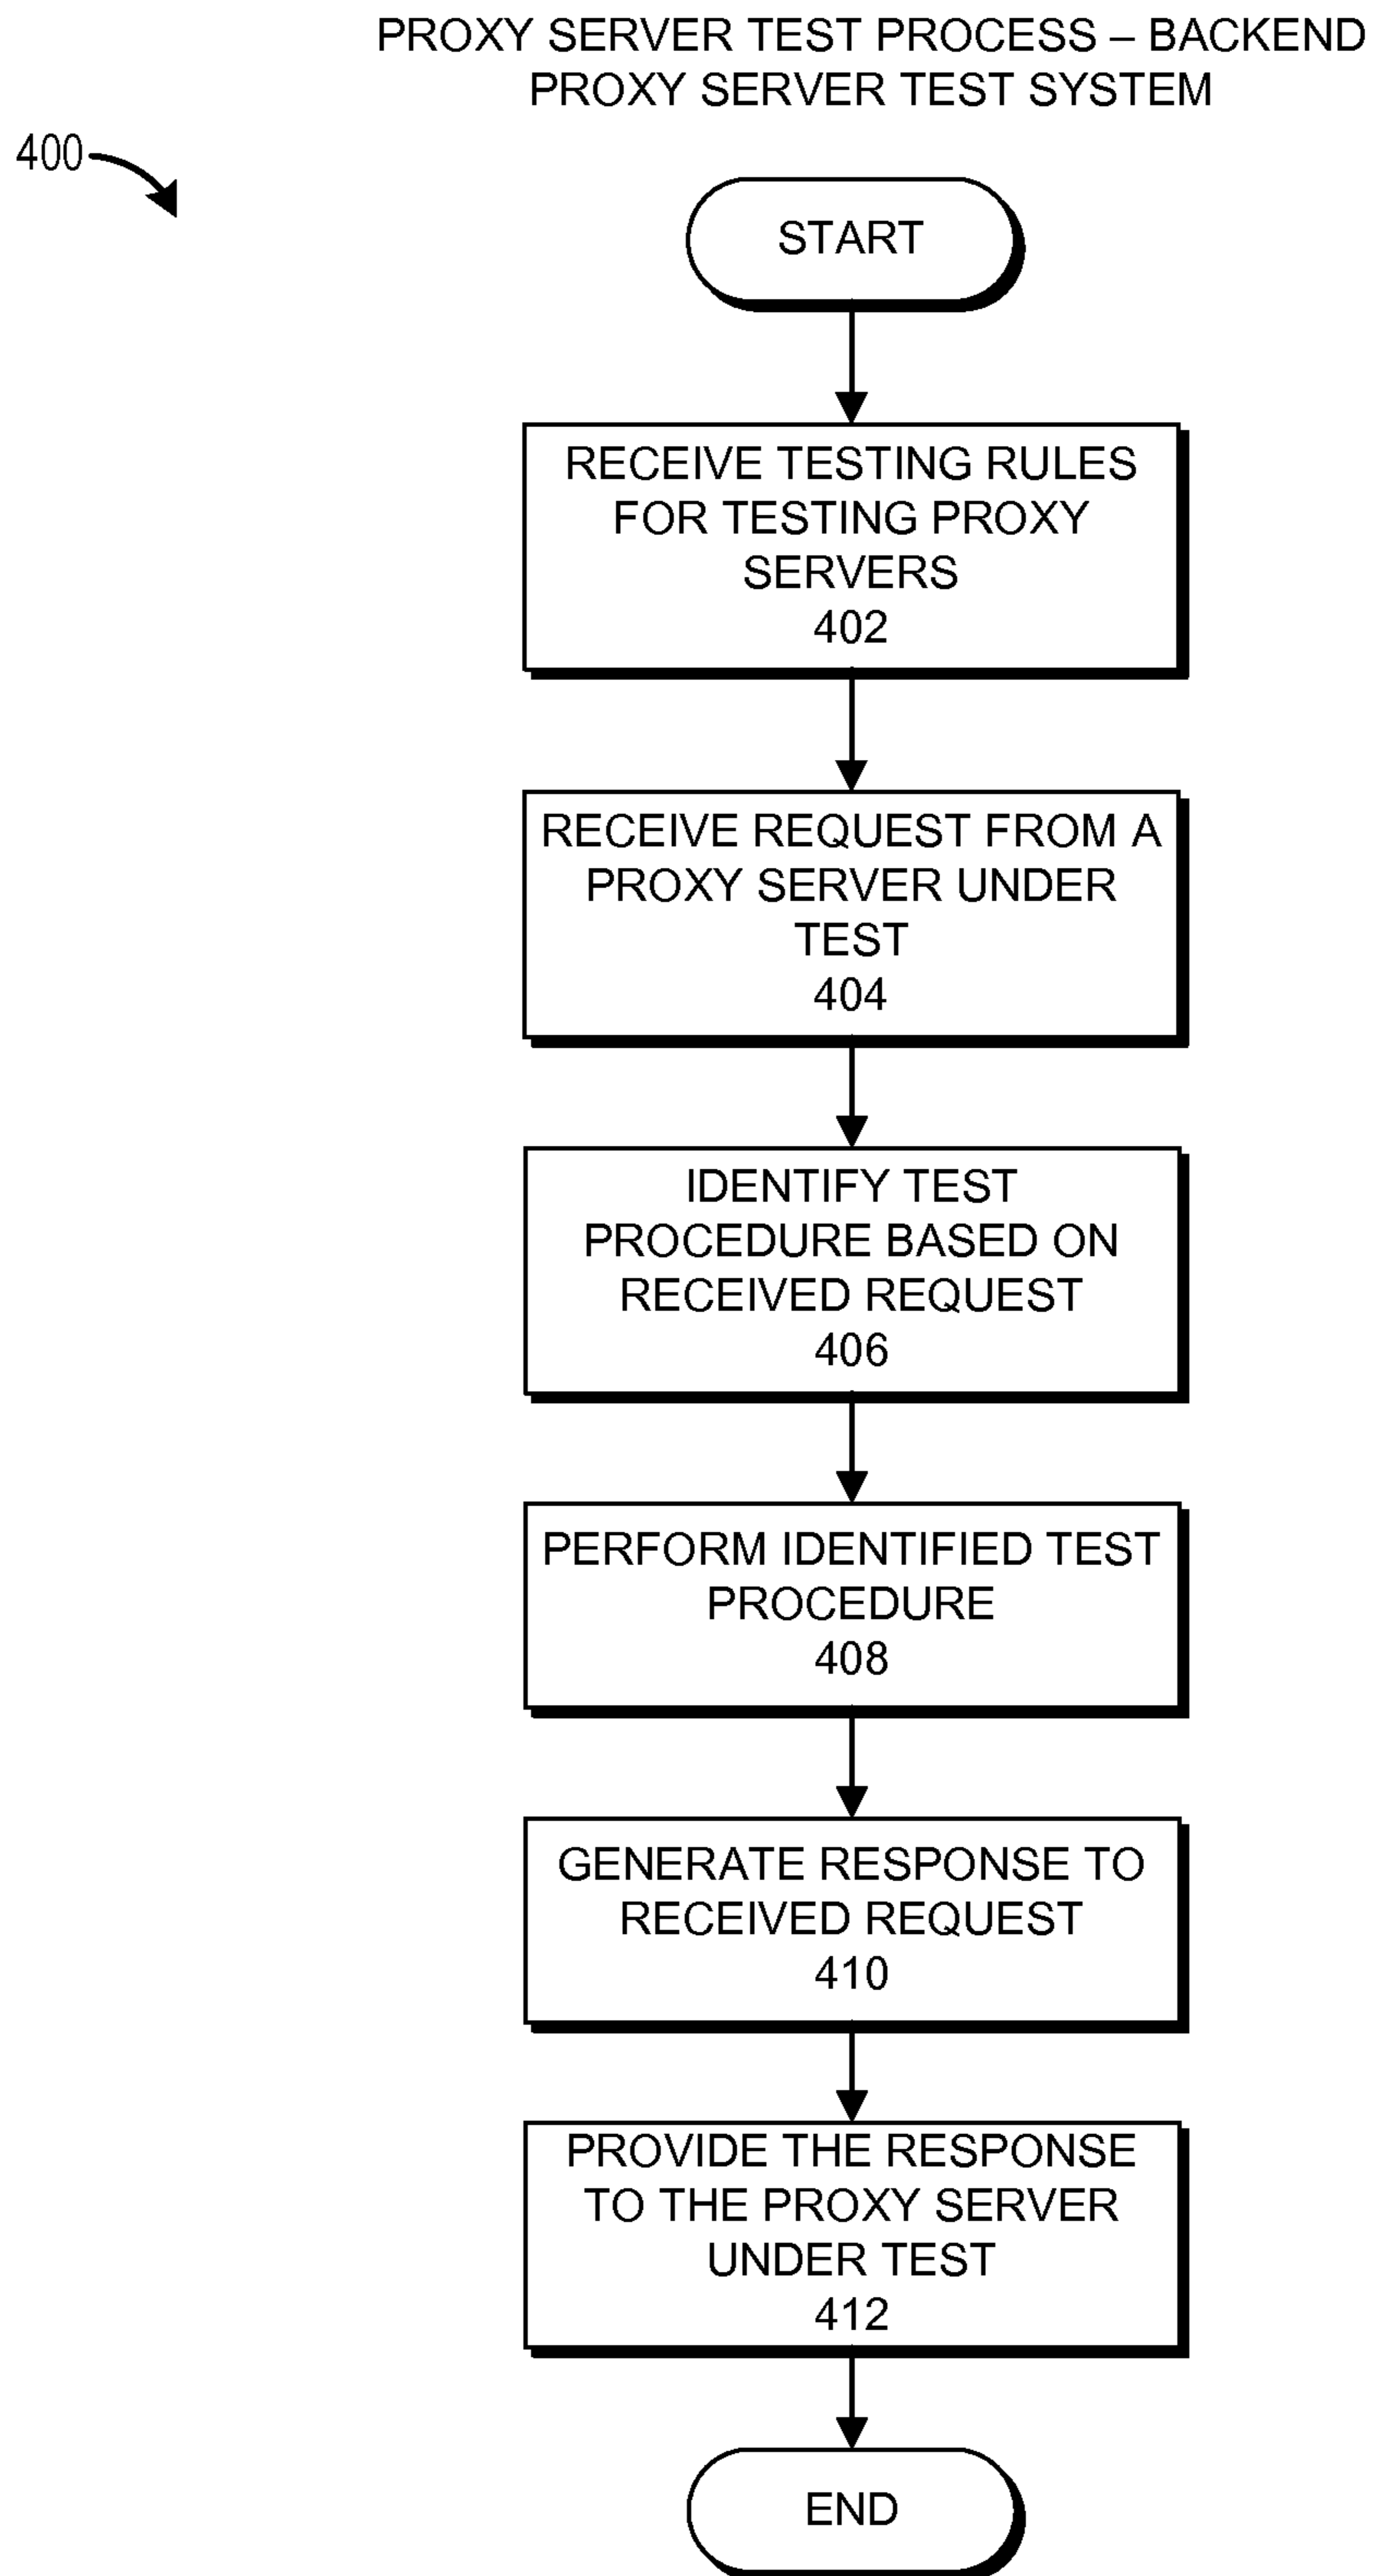 PROXY SERVER TEST PROCESS – BACKEND
PROXY SERVER TEST SYSTEM
400
START
RECEIVE TESTING RULES
FOR TESTING PROXY
SERVERS
402
RECEIVE REQUEST FROM A
PROXY SERVER UNDER
TEST
404
IDENTIFY TEST
PROCEDURE BASED ON
RECEIVED REQUEST
406
PERFORM IDENTIFIED TEST
PROCEDURE
408
GENERATE RESPONSE TO
RECEIVED REQUEST
410
PROVIDE THE RESPONSE
TO THE PROXY SERVER
UNDER TEST
412
END